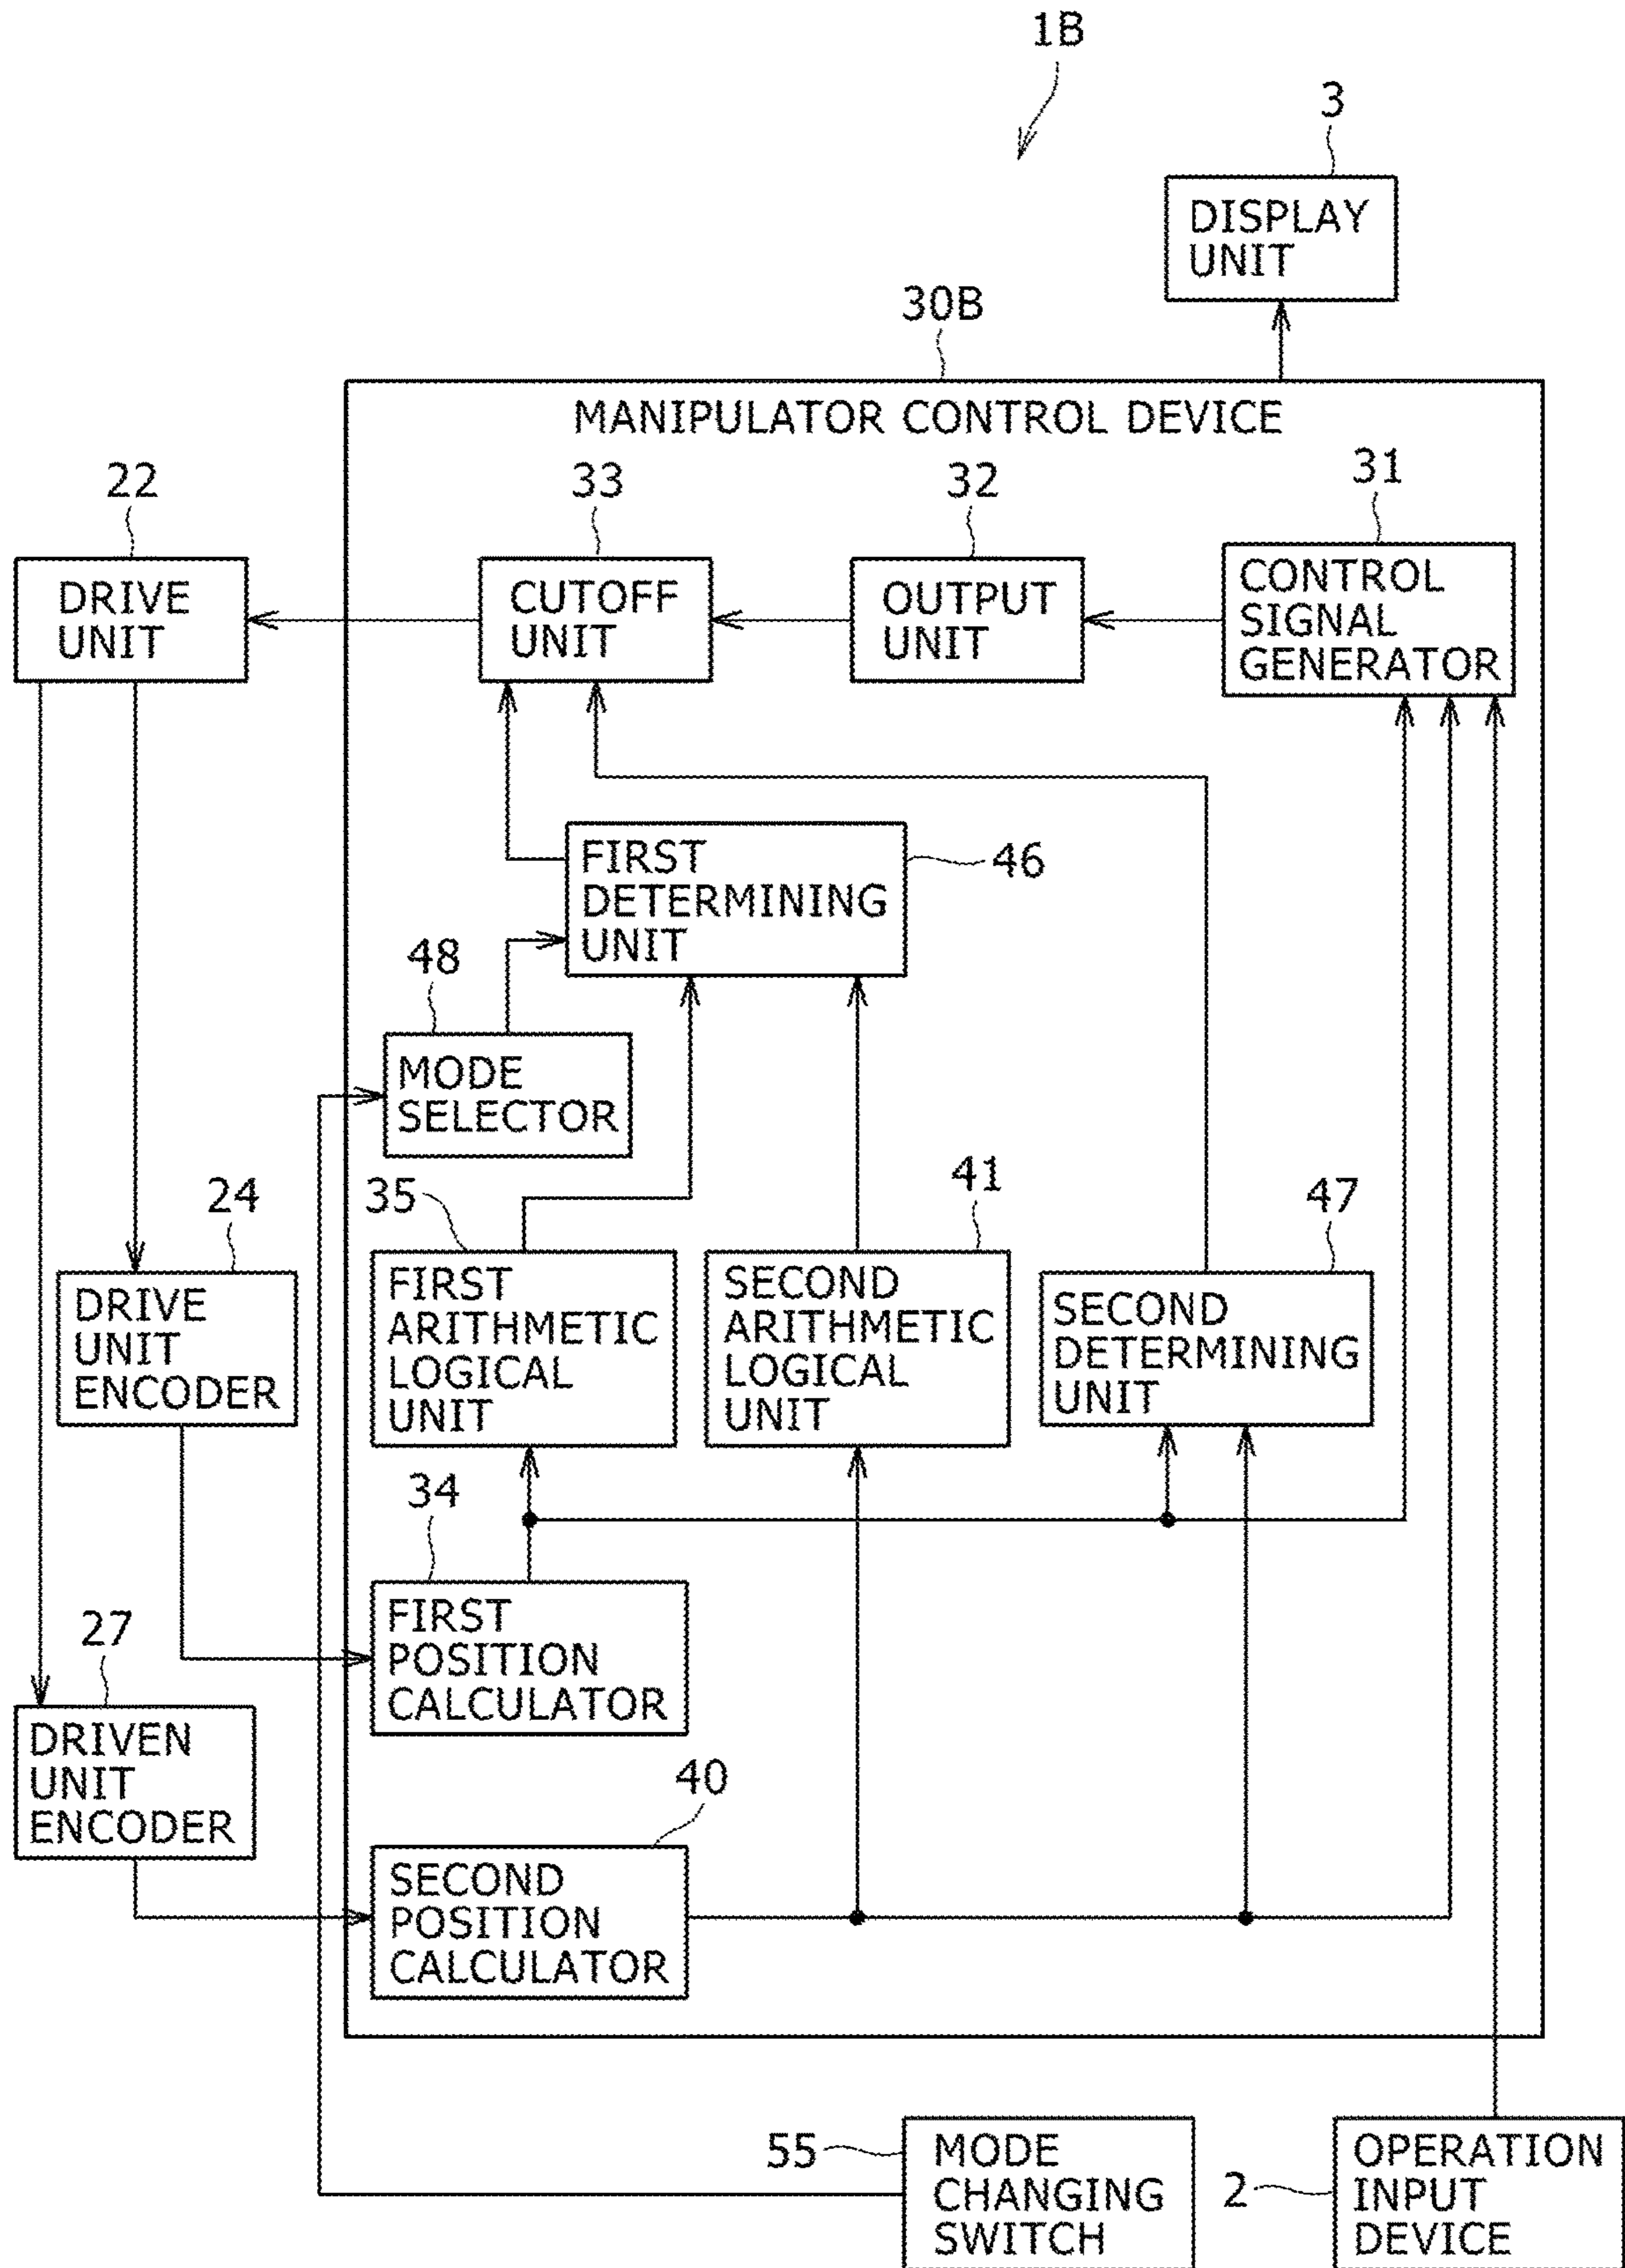 1B
3
DISPLAY
UNIT
30B
MANIPULATOR CONTROL DEVICE
22
33
32
31
DRIVE
UNIT
CUTOFF
UNIT
OUTPUT
UNIT
CONTROL
SIGNAL
GENERATOR
FIRST
DETERMINING
UNIT
46
48
MODE
SELECTOR
24
35
41
47
DRIVE
UNIT
ENCODER
FIRST
ARITHMETIC
LOGICAL
UNIT
SECOND
ARITHMETIC
LOGICAL
UNIT
SECOND
DETERMINING
UNIT
34
FIRST
POSITION
CALCULATOR
27
DRIVEN
UNIT
ENCODER
40
SECOND
POSITION
CALCULATOR
55
MODE
CHANGING
SWITCH
2
OPERATION
INPUT
DEVICE